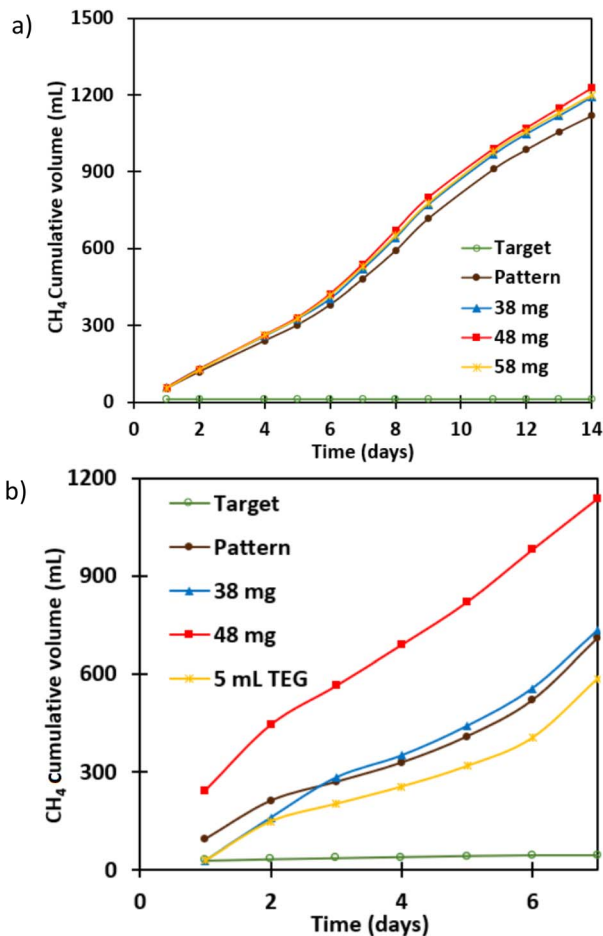 a)
1500
1200
900
600
300
0
CH4 Cumulative volume (mL)
Target
Pattern
38 mg
48 mg
58 mg
0 2 4 6 8 10 12 14
Time (days)
b)
1200
900
600
300
0
CH4 cumulative volume (mL)
Target
Pattern
38 mg
48 mg
5 mL TEG
0 2 4 6
Time (days)